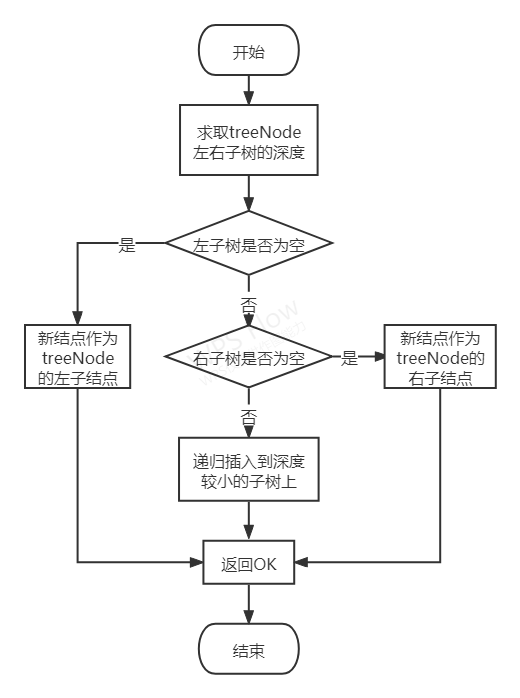 开始
求取treeNode
左右子树的深度
左子树是否为空
是
否
新结点作为
treeNode
的左子结点
右子树是否为空
是
新结点作为
treeNode的
右子结点
否
递归插入到深度
较小的子树上
返回OK
结束